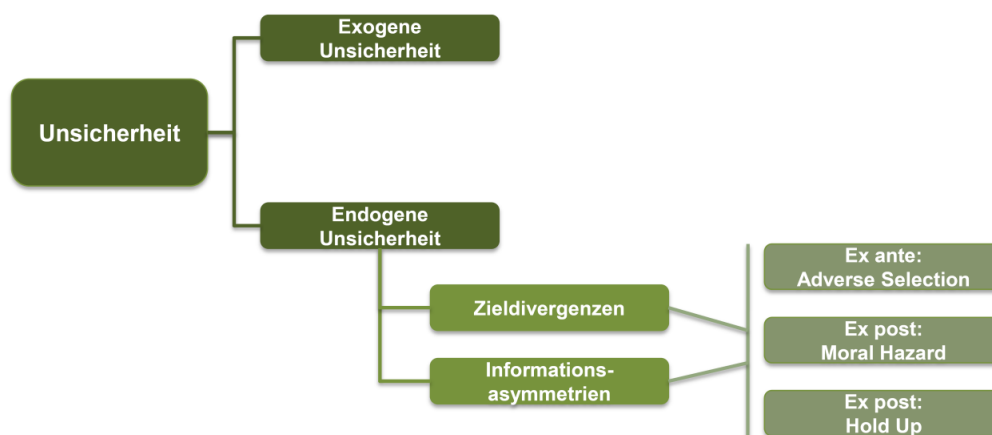 Exogene
Unsicherheit
Unsicherheit
Endogene
Unsicherheit
Zieldivergenzen
Informations-
asymmetrien
Ex ante:
Adverse Selection
Ex post:
Moral Hazard
Ex post:
Hold Up